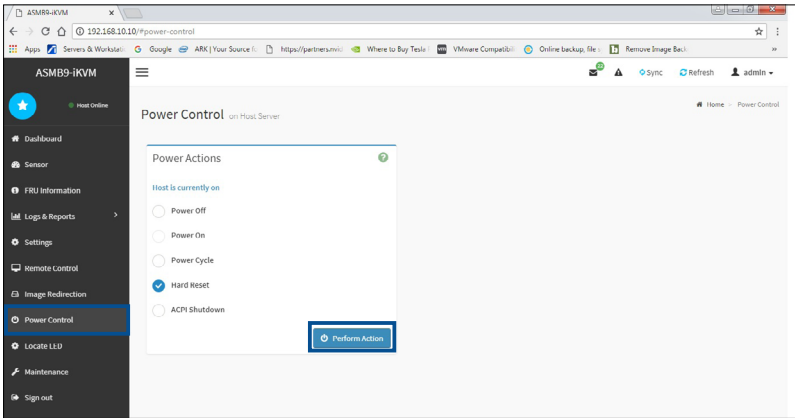 ASMB9-iKVM
192.168.10.10/#power-control
Apps Servers & Workstati Google ARK | Your Source f https://partners.nvid Where to Buy Tesla VMware Compatibili Online backup, file s Remove Image Back
ASMB9-iKVM
Sync Refresh admin
Host Online
Power Control on Host Server
Home > Power Control
Dashboard
Sensor
FRU Information
Logs & Reports
Settings
Remote Control
Image Redirection
Power Control
Locate LED
Maintenance
Sign out
Power Actions
Host is currently on
Power Off
Power On
Power Cycle
Hard Reset
ACPI Shutdown
Perform Action